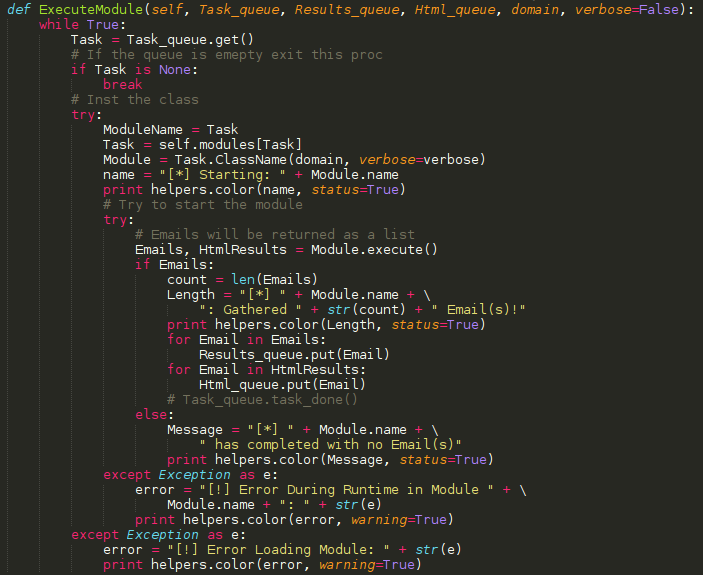 def ExecuteModule(self, Task_queue, Results_queue, Html_queue, domain, verbose=False):
    while True:
        Task = Task_queue.get()
        # If the queue is emepty exit this proc
        if Task is None:
            break
        # Inst the class
        try:
            ModuleName = Task
            Task = self.modules[Task]
            Module = Task.ClassName(domain, verbose=verbose)
            name = "[*] Starting: " + Module.name
            print helpers.color(name, status=True)
            # Try to start the module
            try:
                # Emails will be returned as a list
                Emails, HtmlResults = Module.execute()
                if Emails:
                    count = len(Emails)
                    Length = "[*] " + Module.name + \
                        ": Gathered " + str(count) + " Email(s)!"
                    print helpers.color(Length, status=True)
                    for Email in Emails:
                        Results_queue.put(Email)
                    for Email in HtmlResults:
                        Html_queue.put(Email)
                    # Task_queue.task_done()
                else:
                    Message = "[*] " + Module.name + \
                        " has completed with no Email(s)"
                    print helpers.color(Message, status=True)
            except Exception as e:
                error = "[!] Error During Runtime in Module " + \
                    Module.name + ": " + str(e)
                print helpers.color(error, warning=True)
        except Exception as e:
            error = "[!] Error Loading Module: " + str(e)
            print helpers.color(error, warning=True)